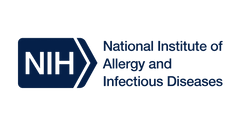 NIH
National Institute of
Allergy and
Infectious Diseases